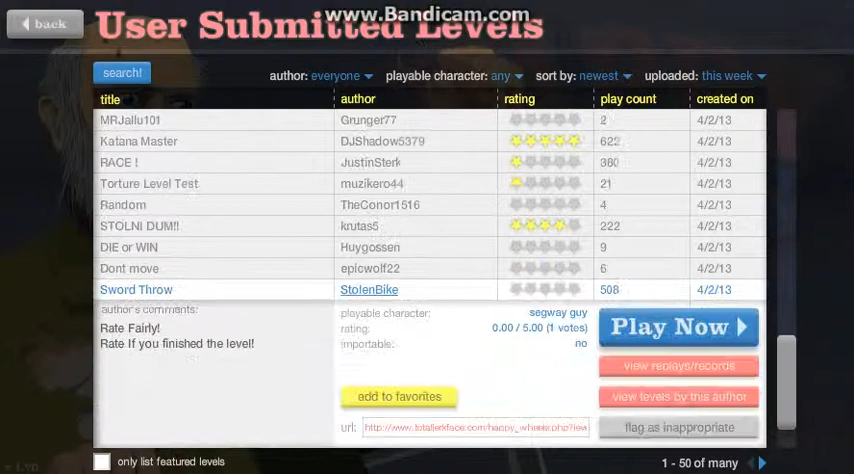 www.Bandicam.com
back
User Submitted Levels
search!
author: everyone playable character: any sort by: newest uploaded: this week
title author rating play count created on
MRJallu101 Grunger77 2 4/2/13
Katana Master DJShadow5379 622 4/2/13
RACE ! JustinSterk 380 4/2/13
Torture Level Test muzikero44 21 4/2/13
Random TheConor1516 4 4/2/13
STOLNI DUM!! krutas5 222 4/2/13
DIE or WIN Huygossen 9 4/2/13
Dont move epicwolf22 6 4/2/13
Sword Throw StolenBike 508 4/2/13
author's comments:
Rate Fairly!
Rate If you finished the level!
playable character: segway guy
rating: 0.00 / 5.00 (1 votes)
importable: no
add to favorites
url: http://www.totaljerkface.com/happy_wheels.php?lev
Play Now
view replays/records
view levels by this author
flag as inappropriate
only list featured levels
1 - 50 of many